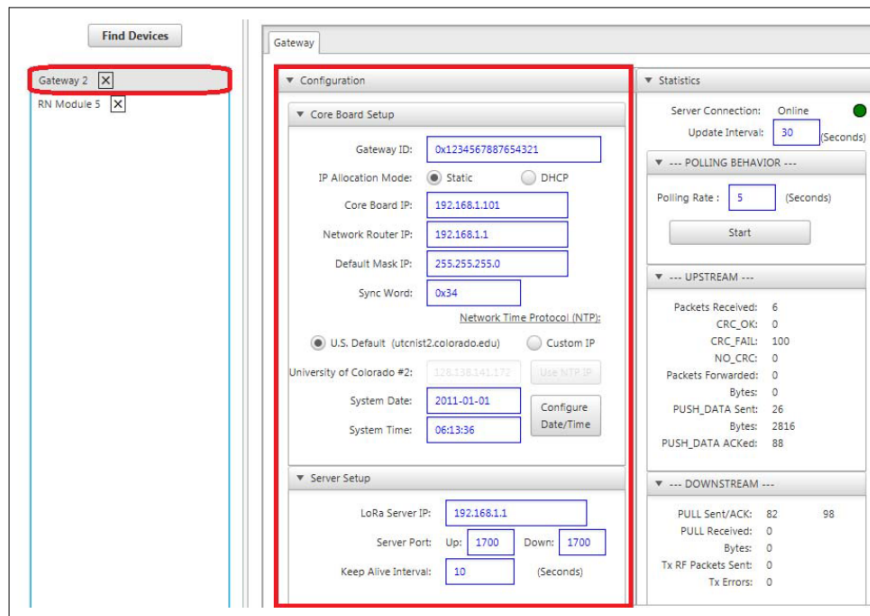 Find Devices
Gateway 2
RN Module 5
Gateway
Configuration
Core Board Setup
Gateway ID: 0x1234567887654321
IP Allocation Mode: Static DHCP
Core Board IP: 192.168.1.101
Network Router IP: 192.168.1.1
Default Mask IP: 255.255.255.0
Sync Word: 0x34
Network Time Protocol (NTP):
U.S. Default (utcnist2.colorado.edu) Custom IP
University of Colorado #2: 128.138.141.172 Use NTP IP
System Date: 2011-01-01
System Time: 06:13:36
Configure
Date/Time
Server Setup
LoRa Server IP: 192.168.1.1
Server Port: Up: 1700 Down: 1700
Keep Alive Interval: 10 (Seconds)
Statistics
Server Connection: Online
Update Interval: 30 (Seconds)
--- POLLING BEHAVIOR ---
Polling Rate : 5 (Seconds)
Start
--- UPSTREAM ---
Packets Received: 6
CRC_OK: 0
CRC_FAIL: 100
NO_CRC: 0
Packets Forwarded: 0
Bytes: 0
PUSH_DATA Sent: 26
Bytes: 2816
PUSH_DATA ACKed: 88
--- DOWNSTREAM ---
PULL Sent/ACK: 82 98
PULL Received: 0
Bytes: 0
Tx RF Packets Sent: 0
Tx Errors: 0